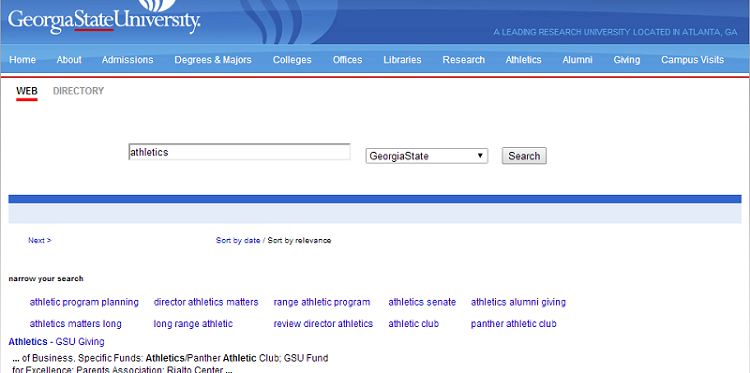 GeorgiaStateUniversity.
A LEADING RESEARCH UNIVERSITY LOCATED IN ATLANTA, GA
Home About Admissions Degrees & Majors Colleges Offices Libraries Research Athletics Alumni Giving Campus Visits
WEB DIRECTORY
athletics GeorgiaState Search
Next > Sort by date / Sort by relevance
narrow your search
athletic program planning director athletics matters range athletic program athletics senate athletics alumni giving
athletics matters long long range athletic review director athletics athletic club panther athletic club
Athletics - GSU Giving
... of Business. Specific Funds: Athletics/Panther Athletic Club; GSU Fund
for Excellence; Parents Association; Rialto Center ...